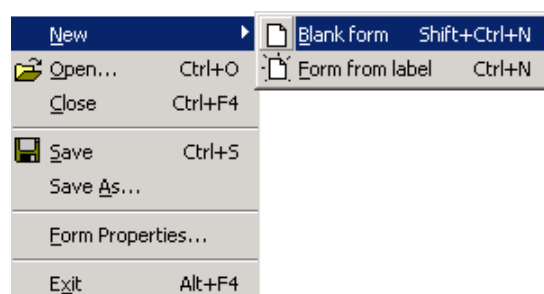 New
Blank form Shift+Ctrl+N
Open... Ctrl+O
Form from label Ctrl+N
Close Ctrl+F4
Save Ctrl+S
Save As...
Form Properties...
Exit Alt+F4